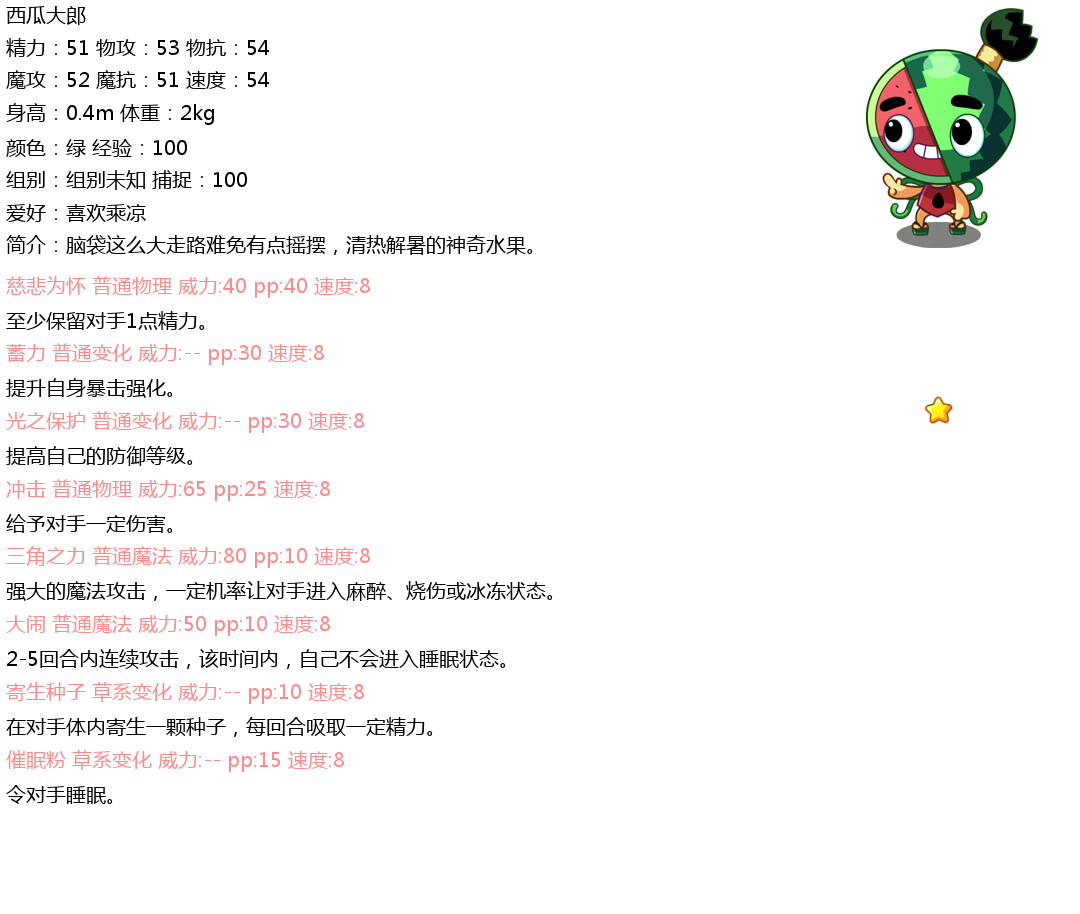 西瓜大郎
精力：51 物攻：53 物抗：54
魔攻：52 魔抗：51 速度：54
身高：0.4m 体重：2kg
颜色：绿 经验：100
组别：组别未知 捕捉：100
爱好：喜欢乘凉
简介：脑袋这么大走路难免有点摇摆，清热解暑的神奇水果。
慈悲为怀 普通物理 威力:40 pp:40 速度:8
至少保留对手1点精力。
蓄力 普通变化 威力:-- pp:30 速度:8
提升自身暴击强化。
光之保护 普通变化 威力:-- pp:30 速度:8
提高自己的防御等级。
冲击 普通物理 威力:65 pp:25 速度:8
给予对手一定伤害。
三角之力 普通魔法 威力:80 pp:10 速度:8
强大的魔法攻击，一定机率让对手进入麻醉、烧伤或冰冻状态。
大闹 普通魔法 威力:50 pp:10 速度:8
2-5回合内连续攻击，该时间内，自己不会进入睡眠状态。
寄生种子 草系变化 威力:-- pp:10 速度:8
在对手体内寄生一颗种子，每回合吸取一定精力。
催眠粉 草系变化 威力:-- pp:15 速度:8
令对手睡眠。